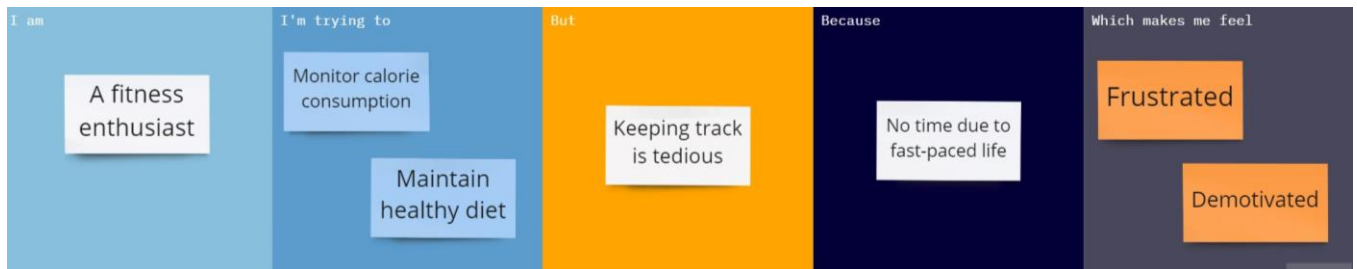 I am
A fitness
enthusiast
I'm trying to
Monitor calorie
consumption
Maintain
healthy diet
But
Keeping track
is tedious
Because
No time due to
fast-paced life
Which makes me feel
Frustrated
Demotivated